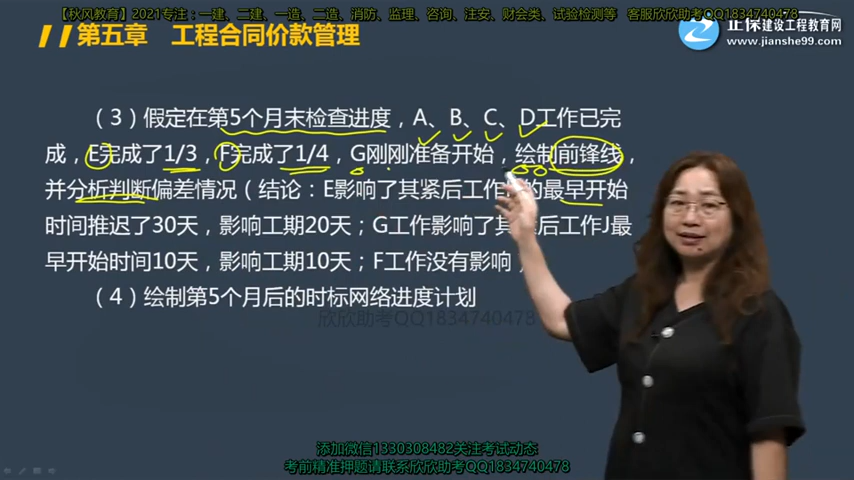 【秋风教育】2021专注：一建、二建、一造、二造、消防、监理、咨询、注安、财会类、试验检测等 客服欣欣助考QQ1834740478
第五章 工程合同价款管理
正保建设工程教育网
www.jianshe99.com
（3）假定在第5个月末检查进度，A、B、C、D工作已完
成，E完成了1/3，F完成了1/4，G刚刚准备开始，绘制前锋线，
并分析判断偏差情况（结论：E影响了其紧后工作 的最早开始
时间推迟了30天，影响工期20天；G工作影响了其 后工作J最
早开始时间10天，影响工期10天；F工作没有影响
（4）绘制第5个月后的时标网络进度计划
欣欣助考QQ1834740478
添加微信1330308482关注考试动态
考前精准押题请联系欣欣助考QQ1834740478